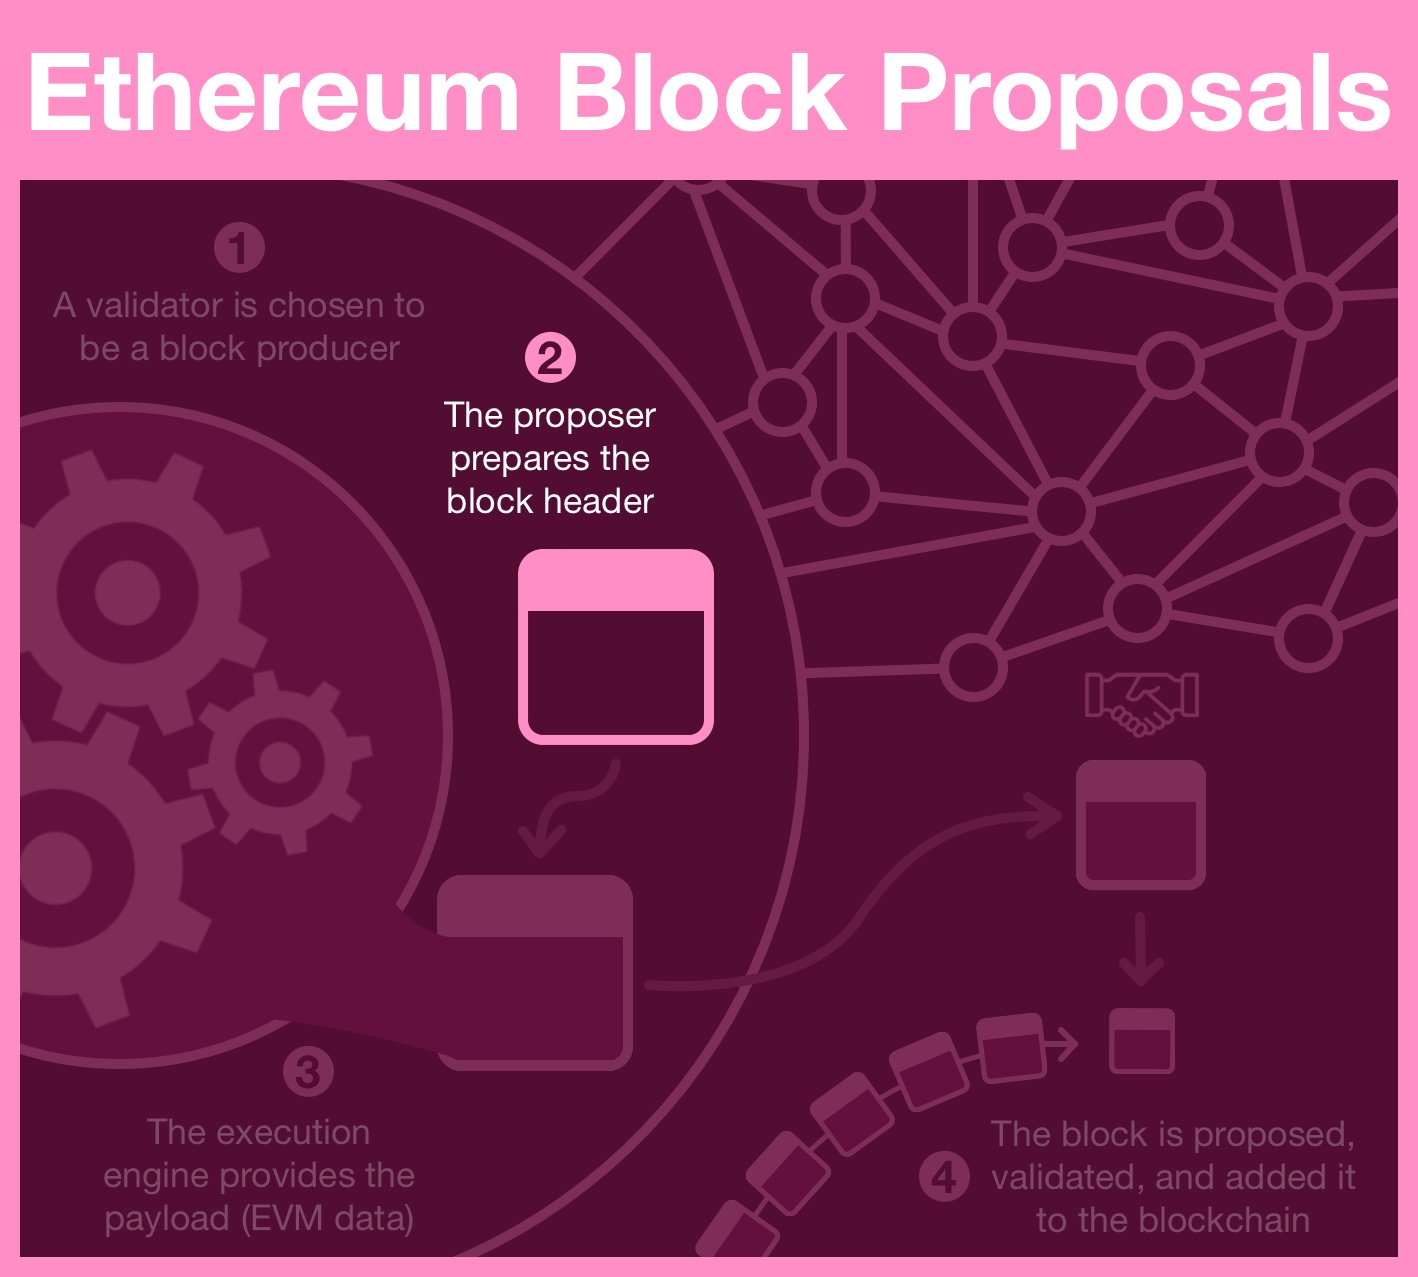 Ethereum Block Proposals
1
A validator is chosen to
be a block producer
2
The proposer
prepares the
block header
3
The execution
engine provides the
payload (EVM data)
4
The block is proposed,
validated, and added it
to the blockchain